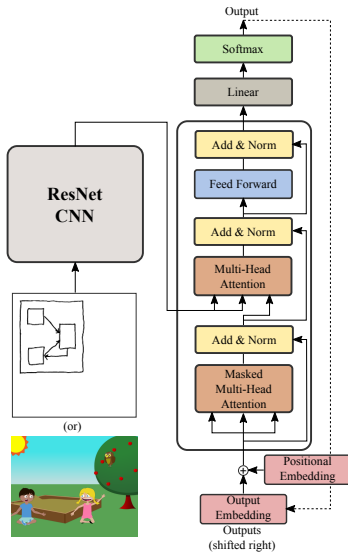 Output
Softmax
Linear
Add & Norm
Feed Forward
Add & Norm
Multi-Head
Attention
Add & Norm
Masked
Multi-Head
Attention
Positional
Embedding
Output
Embedding
Outputs
(shifted right)
ResNet
CNN
(or)